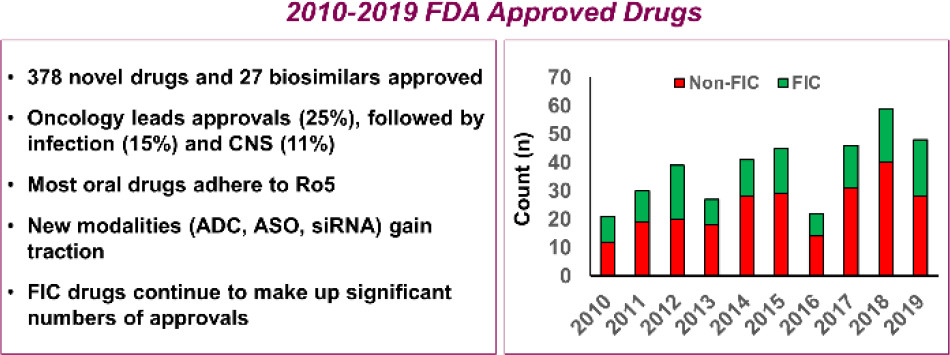 2010-2019 FDA Approved Drugs
• 378 novel drugs and 27 biosimilars approved
• Oncology leads approvals (25%), followed by
infection (15%) and CNS (11%)
• Most oral drugs adhere to Ro5
• New modalities (ADC, ASO, siRNA) gain
traction
• FIC drugs continue to make up significant
numbers of approvals
Non-FIC FIC
Count (n)
70
60
50
40
30
20
10
0
2010 2011 2012 2013 2014 2015 2016 2017 2018 2019